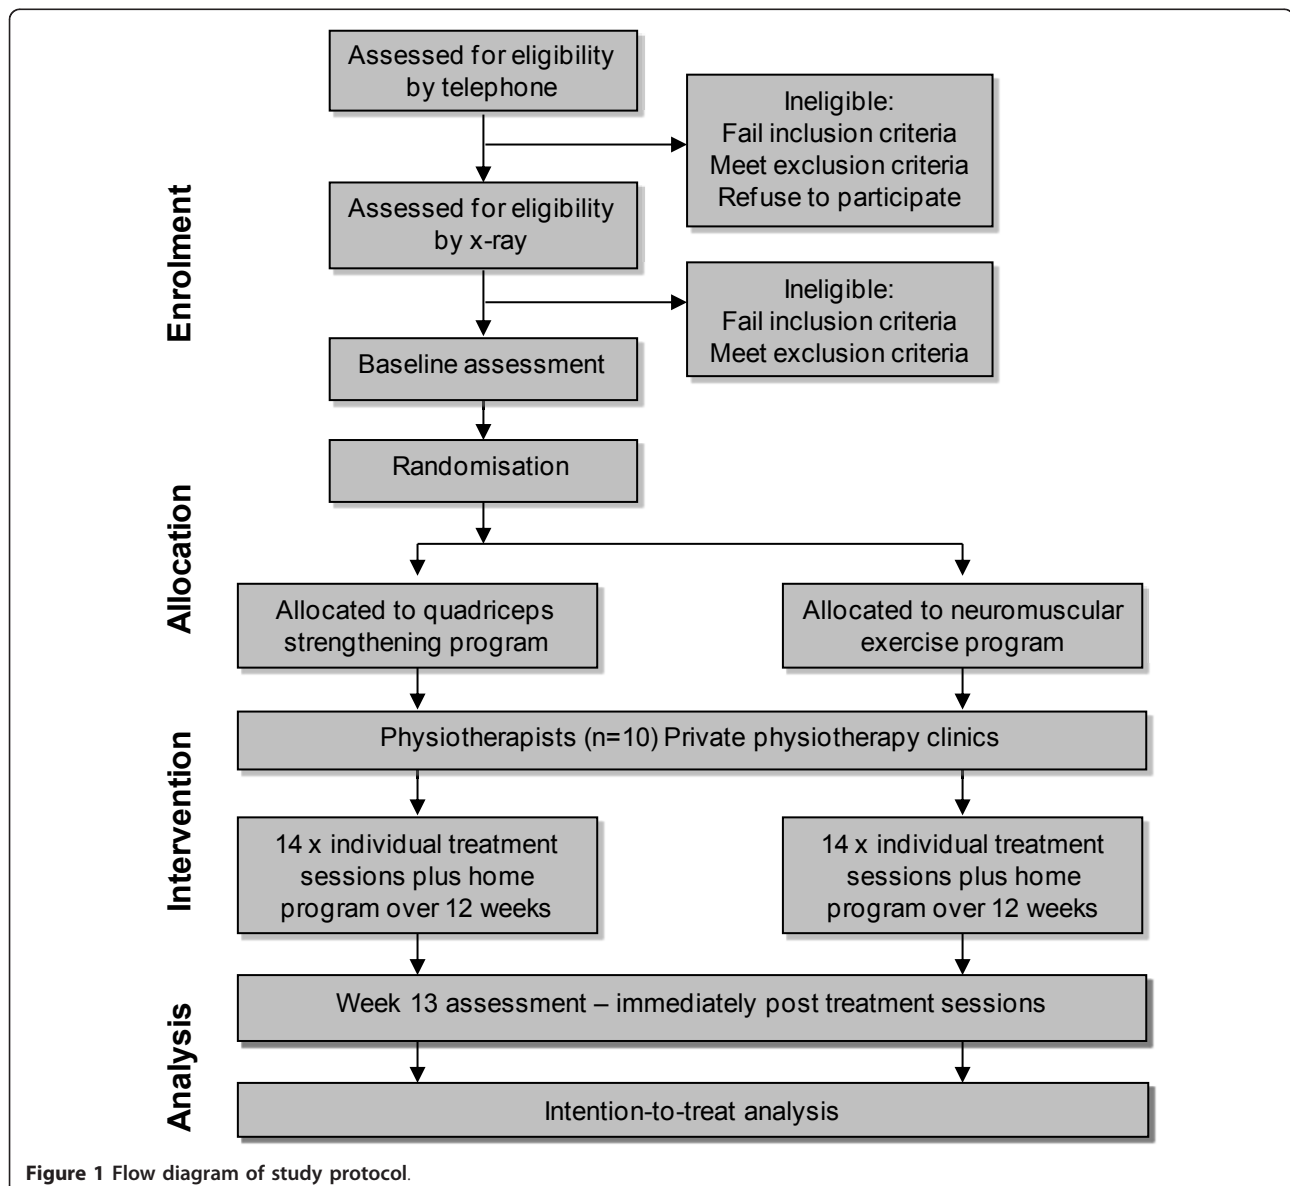 Assessed for eligibility
by telephone
Ineligible:
Fail inclusion criteria
Meet exclusion criteria
Refuse to participate
Enrolment
Assessed for eligibility
by x-ray
Ineligible:
Fail inclusion criteria
Meet exclusion criteria
Baseline assessment
Randomisation
Allocation
Allocated to quadriceps
strengthening program
Allocated to neuromuscular
exercise program
Intervention
Physiotherapists (n=10) Private physiotherapy clinics
14 x individual treatment
sessions plus home
program over 12 weeks
14 x individual treatment
sessions plus home
program over 12 weeks
Analysis
Week 13 assessment – immediately post treatment sessions
Intention-to-treat analysis
Figure 1 Flow diagram of study protocol.